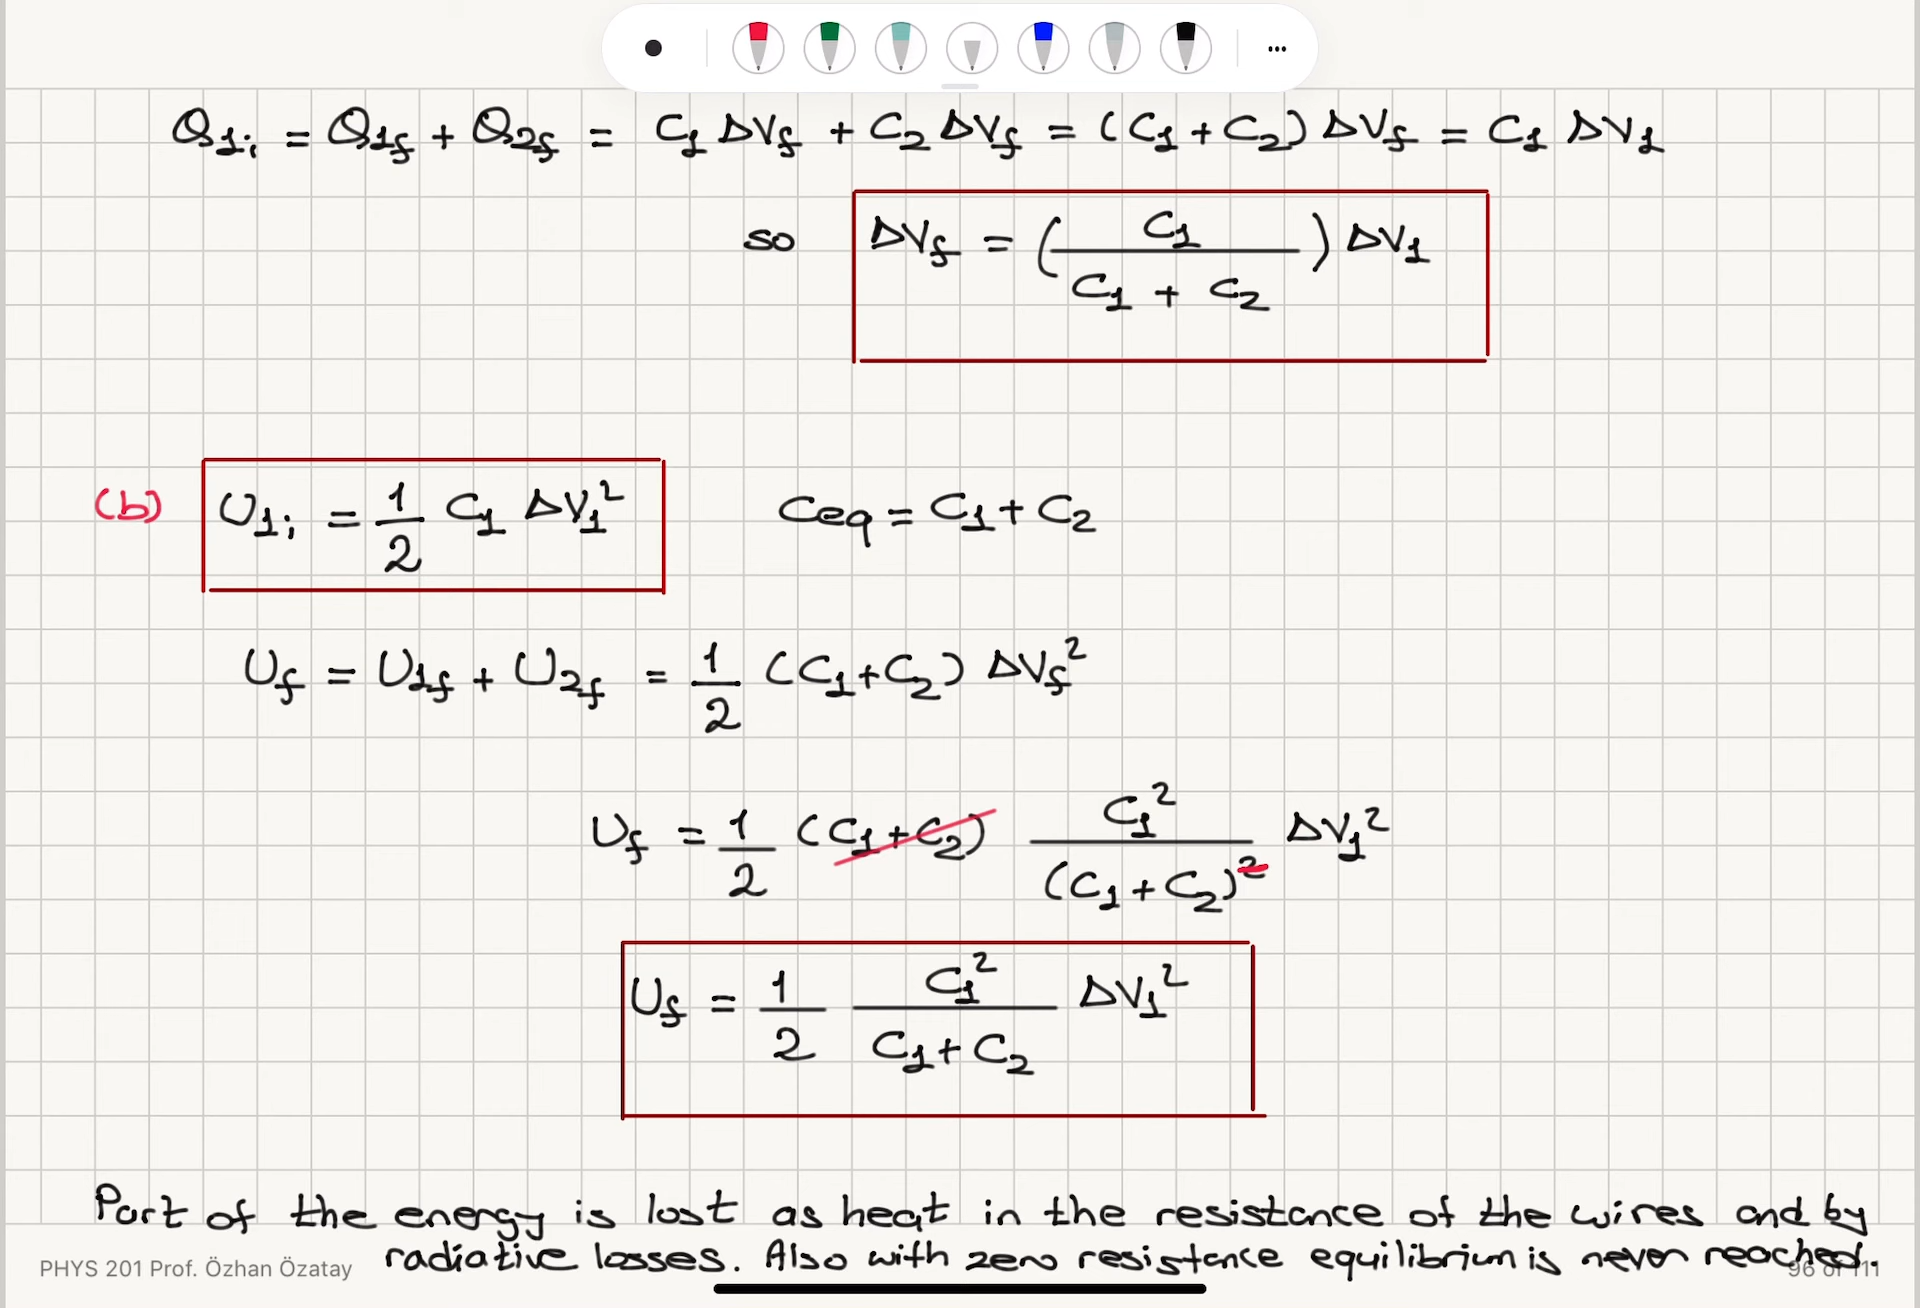 Q₁ᵢ = Q₁f + Q₂f = C₁ ΔVf + C₂ ΔVf = (C₁ + C₂) ΔVf = C₁ ΔV₁
so ΔVf = (C₁ / (C₁ + C₂)) ΔV₁
(b) U₁ᵢ = 1/2 C₁ ΔV₁² Ceq = C₁ + C₂
Uf = U₁f + U₂f = 1/2 (C₁+C₂) ΔVf²
Uf = 1/2 (C₁+C₂) C₁² / (C₁+C₂)² ΔV₁²
Uf = 1/2 C₁² / (C₁+C₂) ΔV₁²
Part of the energy is lost as heat in the resistance of the wires and by
radiative losses. Also with zero resistance equilibrium is never reached.
PHYS 201 Prof. Özhan Özatay
96 of 111